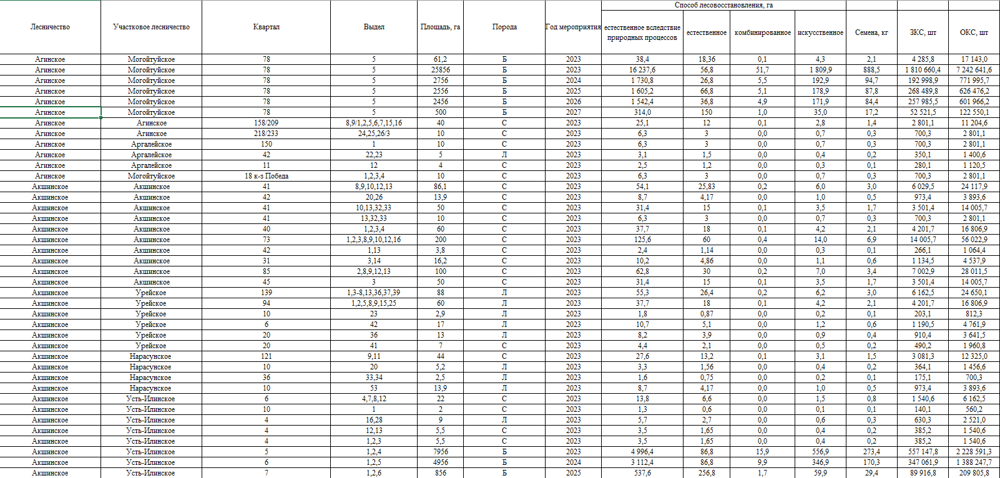 Способ лесовосстановления, га
Лесничество Участковое лесничество Квартал Выдел Площадь, га Порода Год мероприятия естественное вследствие природных процессов естественное комбинированное искусственное Семена, кг ЗКС, шт ОКС, шт
Агинское Могойтуйское 78 5 61,2 Б 2023 38,4 18,36 0,1 4,3 2,1 4 285,8 17 143,0
Агинское Могойтуйское 78 5 25856 Б 2023 16 237,6 56,8 51,7 1 809,9 888,5 1 810 660,4 7 242 641,6
Агинское Могойтуйское 78 5 2756 Б 2024 1 730,8 26,8 5,5 192,9 94,7 192 998,9 771 995,7
Агинское Могойтуйское 78 5 2556 Б 2025 1 605,2 66,8 5,1 178,9 87,8 268 489,8 626 476,2
Агинское Могойтуйское 78 5 2456 Б 2026 1 542,4 36,8 4,9 171,9 84,4 257 985,5 601 966,2
Агинское Могойтуйское 78 5 500 Б 2027 314,0 150 1,0 35,0 17,2 52 521,5 122 550,1
Агинское Агинское 158/209 8,9/1,2,5,6,7,15,16 40 С 2023 25,1 12 0,1 2,8 1,4 2 801,1 11 204,6
Агинское Агинское 218/233 24,25,26/3 10 С 2023 6,3 3 0,0 0,7 0,3 700,3 2 801,1
Агинское Аргалейское 150 1 10 С 2023 6,3 3 0,0 0,7 0,3 700,3 2 801,1
Агинское Аргалейское 42 22,23 5 Л 2023 3,1 1,5 0,0 0,4 0,2 350,1 1 400,6
Агинское Аргалейское 11 12 4 С 2023 2,5 1,2 0,0 0,3 0,1 280,1 1 120,5
Агинское Могойтуйское 18 к-з Победа 1,2,3,4 10 С 2023 6,3 3 0,0 0,7 0,3 700,3 2 801,1
Акшинское Акшинское 41 8,9,10,12,13 86,1 С 2023 54,1 25,83 0,2 6,0 3,0 6 029,5 24 117,9
Акшинское Акшинское 42 20,26 13,9 С 2023 8,7 4,17 0,0 1,0 0,5 973,4 3 893,6
Акшинское Акшинское 41 10,13,32,33 50 С 2023 31,4 15 0,1 3,5 1,7 3 501,4 14 005,7
Акшинское Акшинское 41 13,32,33 10 С 2023 6,3 3 0,0 0,7 0,3 700,3 2 801,1
Акшинское Акшинское 40 1,2,3,4 60 С 2023 37,7 18 0,1 4,2 2,1 4 201,7 16 806,9
Акшинское Акшинское 73 1,2,3,8,9,10,12,16 200 С 2023 125,6 60 0,4 14,0 6,9 14 005,7 56 022,9
Акшинское Акшинское 42 1,13 3,8 С 2023 2,4 1,14 0,0 0,3 0,1 266,1 1 064,4
Акшинское Акшинское 31 3,14 16,2 С 2023 10,2 4,86 0,0 1,1 0,6 1 134,5 4 537,9
Акшинское Акшинское 85 2,8,9,12,13 100 С 2023 62,8 30 0,2 7,0 3,4 7 002,9 28 011,5
Акшинское Акшинское 45 3 50 С 2023 31,4 15 0,1 3,5 1,7 3 501,4 14 005,7
Акшинское Урейское 139 1,3-8,13,36,37,39 88 Л 2023 55,3 26,4 0,2 6,2 3,0 6 162,5 24 650,1
Акшинское Урейское 94 1,2,5,8,9,15,25 60 Л 2023 37,7 18 0,1 4,2 2,1 4 201,7 16 806,9
Акшинское Урейское 10 23 2,9 Л 2023 1,8 0,87 0,0 0,2 0,1 203,1 812,3
Акшинское Урейское 6 42 17 Л 2023 10,7 5,1 0,0 1,2 0,6 1 190,5 4 761,9
Акшинское Урейское 20 36 13 Л 2023 8,2 3,9 0,0 0,9 0,4 910,4 3 641,5
Акшинское Урейское 20 41 7 С 2023 4,4 2,1 0,0 0,5 0,2 490,2 1 960,8
Акшинское Нарасунское 121 9,11 44 С 2023 27,6 13,2 0,1 3,1 1,5 3 081,3 12 325,0
Акшинское Нарасунское 10 20 5,2 Л 2023 3,3 1,56 0,0 0,4 0,2 364,1 1 456,6
Акшинское Нарасунское 36 33,34 2,5 Л 2023 1,6 0,75 0,0 0,2 0,1 175,1 700,3
Акшинское Нарасунское 10 53 13,9 Л 2023 8,7 4,17 0,0 1,0 0,5 973,4 3 893,6
Акшинское Усть-Илинское 6 4,7,8,12 22 С 2023 13,8 6,6 0,0 1,5 0,8 1 540,6 6 162,5
Акшинское Усть-Илинское 10 1 2 С 2023 1,3 0,6 0,0 0,1 0,1 140,1 560,2
Акшинское Усть-Илинское 4 16,28 9 Л 2023 5,7 2,7 0,0 0,6 0,3 630,3 2 521,0
Акшинское Усть-Илинское 4 12,13 5,5 С 2023 3,5 1,65 0,0 0,4 0,2 385,2 1 540,6
Акшинское Усть-Илинское 4 1,2,3 5,5 С 2023 3,5 1,65 0,0 0,4 0,2 385,2 1 540,6
Акшинское Усть-Илинское 5 1,2,4 7956 Б 2023 4 996,4 86,8 15,9 556,9 273,4 557 147,8 2 228 591,3
Акшинское Усть-Илинское 6 1,2,5 4956 Б 2024 3 112,4 86,8 9,9 346,9 170,3 347 061,9 1 388 247,7
Акшинское Усть-Илинское 7 1,2,6 856 Б 2025 537,6 256,8 1,7 59,9 29,4 89 916,8 209 805,8